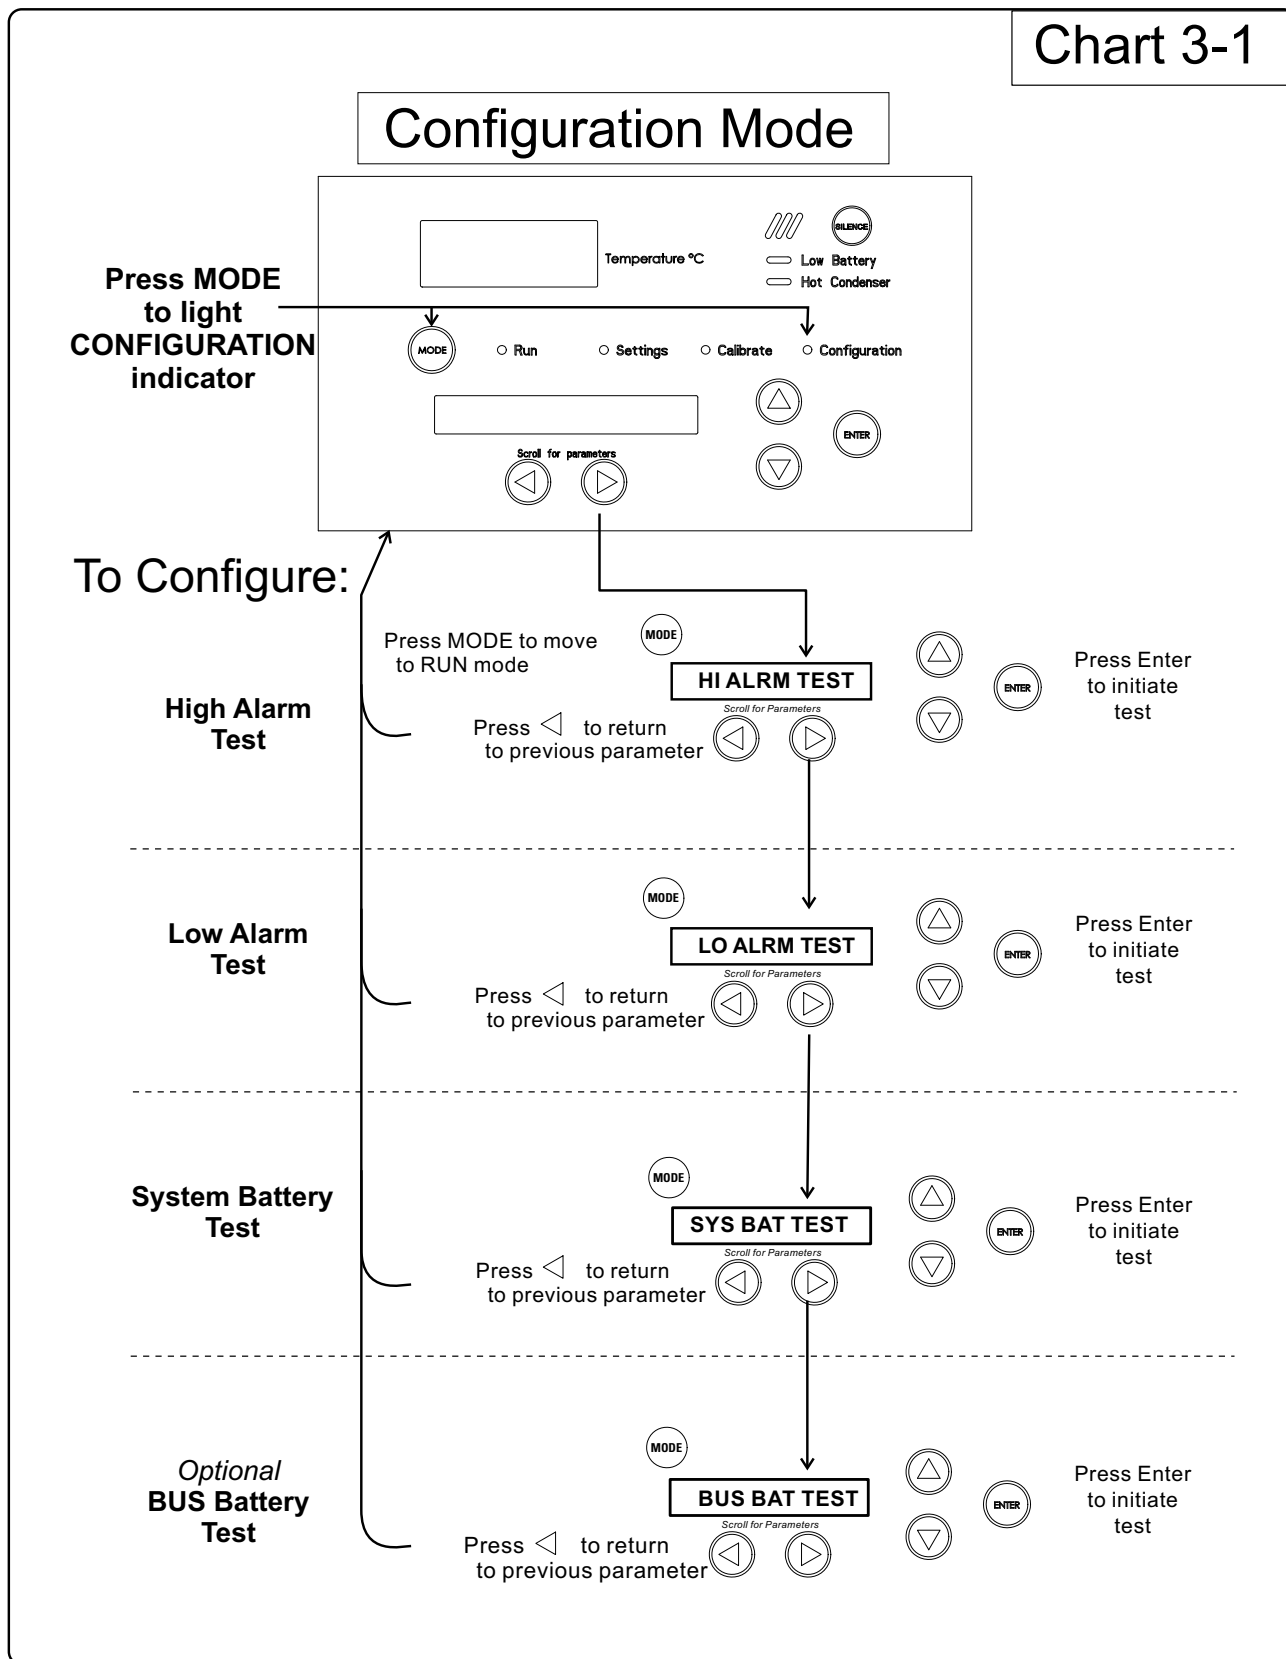 Chart 3-1
Configuration Mode
SILENCE
Temperature °C
Low Battery
Hot Condenser
Press MODE
to light
CONFIGURATION
indicator
MODE
Run
Settings
Calibrate
Configuration
ENTER
Scroll for parameters
To Configure:
Press MODE to move
to RUN mode
MODE
High Alarm
Test
HI ALRM TEST
Scroll for Parameters
Press ◁ to return
to previous parameter
ENTER
Press Enter
to initiate
test
MODE
Low Alarm
Test
LO ALRM TEST
Scroll for Parameters
Press ◁ to return
to previous parameter
ENTER
Press Enter
to initiate
test
MODE
System Battery
Test
SYS BAT TEST
Scroll for Parameters
Press ◁ to return
to previous parameter
ENTER
Press Enter
to initiate
test
MODE
Optional
BUS Battery
Test
BUS BAT TEST
Scroll for Parameters
Press ◁ to return
to previous parameter
ENTER
Press Enter
to initiate
test